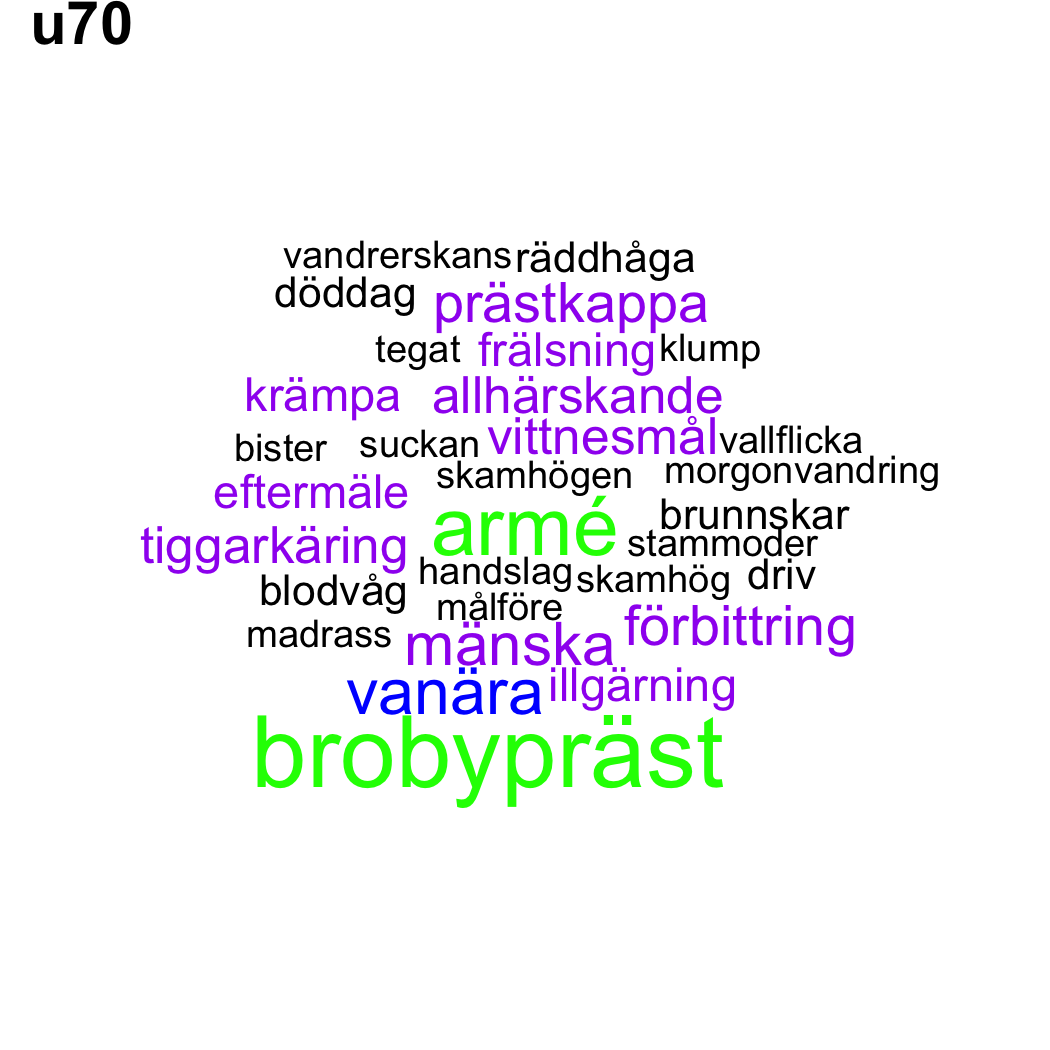 u70
vandrerskans räddhåga
döddag prästkappa
tegat frälsning klump
krämpa allhärskande
bister suckan vittnesmål vallflicka
skamhögen morgonvandring
eftermäle armé brunnskar
tiggarkäring stammoder
blodvåg handslag skamhög driv
målföre
madrass mänska förbittring
vanära illgärning
brobypräst